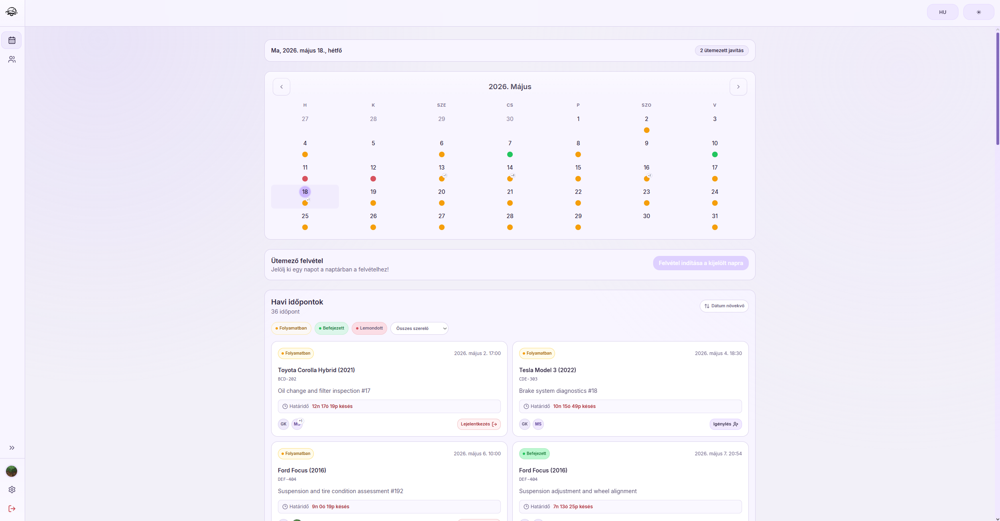 HU
Ma, 2026. május 18., hétfő
2 ütemezett javítás
2026. Május
H K SZE CS P SZO V
27 28 29 30 1 2 3
4 5 6 7 8 9 10
11 12 13 14 15 16 17
+1 +6 +2
18 19 20 21 22 23 24
+1
25 26 27 28 29 30 31
Ütemező felvétel
Jelölj ki egy napot a naptárban a felvételhez!
Felvétel indítása a kijelölt napra
Havi időpontok
36 időpont
Dátum növekvő
Folyamatban Befejezett Lemondott Összes szerelő
Folyamatban 2026. május 2. 17:00
Toyota Corolla Hybrid (2021)
BCD-202
Oil change and filter inspection #17
Határidő 12n 17ó 19p késés
GK MS +1 Lejelentkezés
Folyamatban 2026. május 4. 18:30
Tesla Model 3 (2022)
CDE-303
Brake system diagnostics #18
Határidő 10n 15ó 49p késés
GK MS Igénylés
Folyamatban 2026. május 6. 10:00
Ford Focus (2016)
DEF-404
Suspension and tire condition assessment #192
Határidő 9n 0ó 19p késés
Befejezett 2026. május 7. 20:54
Ford Focus (2016)
DEF-404
Suspension adjustment and wheel alignment
Határidő 7n 13ó 25p késés